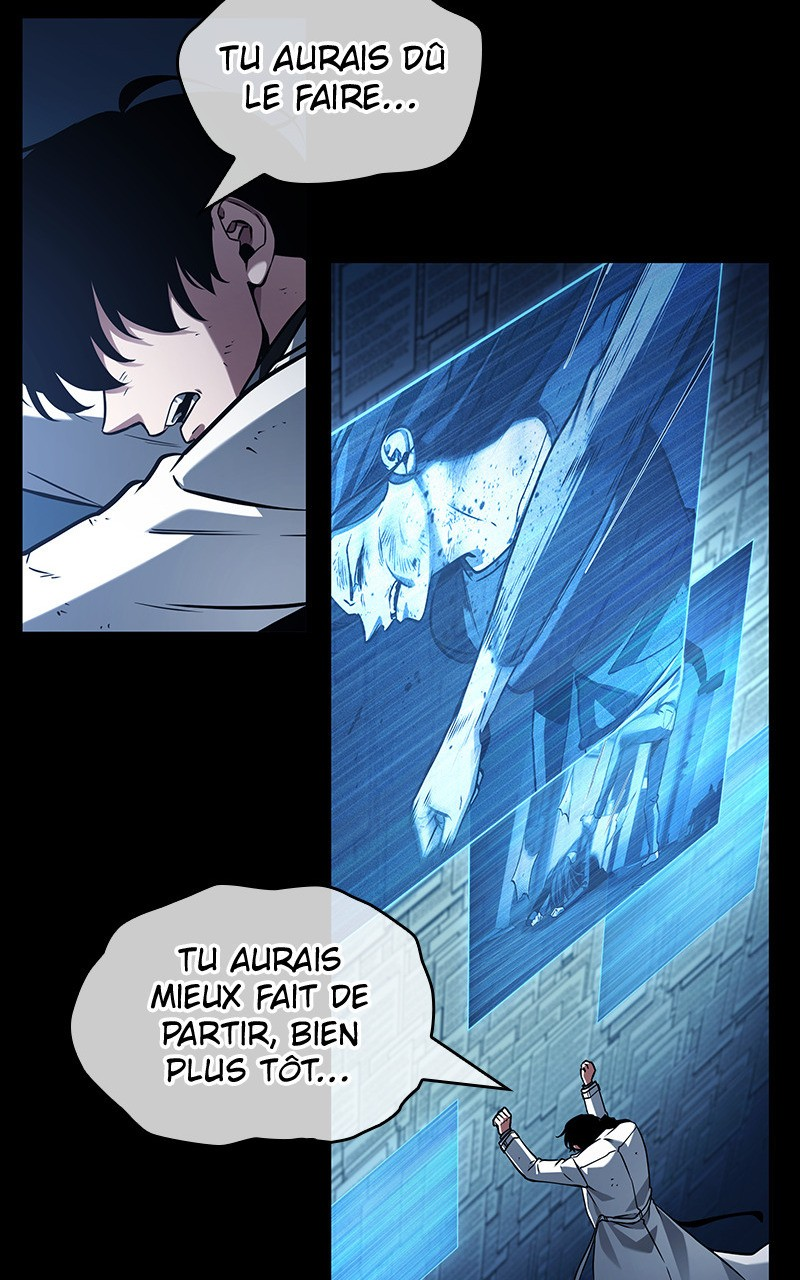 TU AURAIS DÛ
LE FAIRE...
TU AURAIS
MIEUX FAIT DE
PARTIR, BIEN
PLUS TÔT...